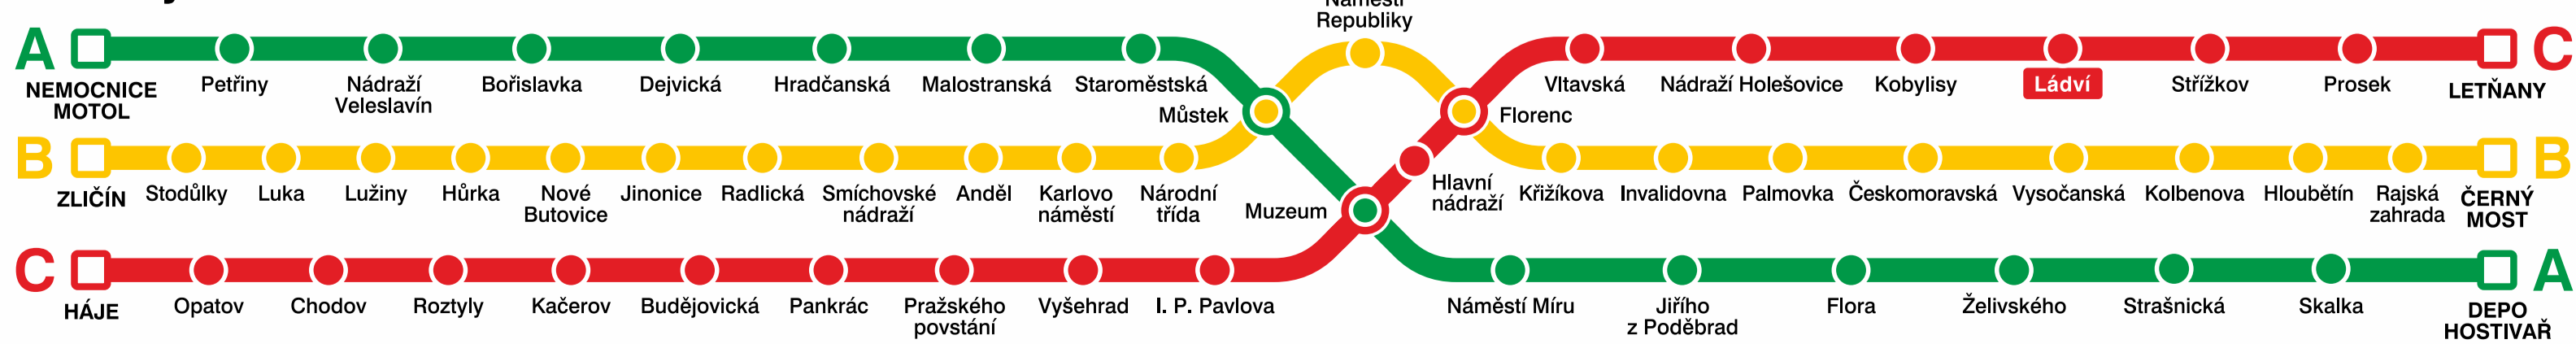 Náměstí
Republiky
A
NEMOCNICE
MOTOL
Petřiny
Nádraží
Veleslavín
Bořislavka
Dejvická
Hradčanská
Malostranská
Staroměstská
Můstek
Florenc
Vltavská
Nádraží Holešovice
Kobylisy
Ládví
Střížkov
Prosek
LETŇANY
C
B
ZLIČÍN
Stodůlky
Luka
Lužiny
Hůrka
Nové
Butovice
Jinonice
Radlická
Smíchovské
nádraží
Anděl
Karlovo
náměstí
Národní
třída
Muzeum
Hlavní
nádraží
Křižíkova
Invalidovna
Palmovka
Českomoravská
Vysočanská
Kolbenova
Hloubětín
Rajská
zahrada
ČERNÝ
MOST
B
C
HÁJE
Opatov
Chodov
Roztyly
Kačerov
Budějovická
Pankrác
Pražského
povstání
Vyšehrad
I. P. Pavlova
Náměstí Míru
Jiřího
z Poděbrad
Flora
Želivského
Strašnická
Skalka
DEPO
HOSTIVAŘ
A